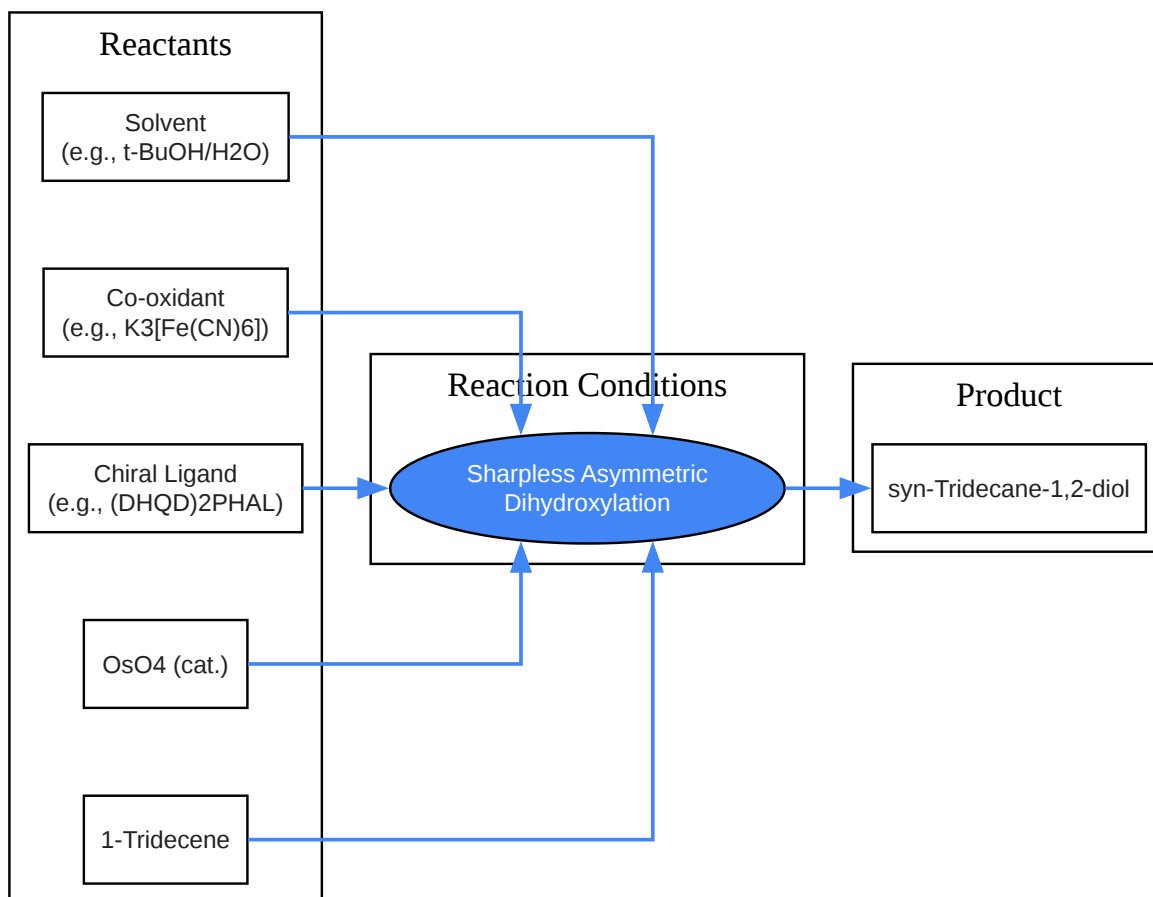 Reactants
Solvent
(e.g., t-BuOH/H2O)
Co-oxidant
(e.g., K3[Fe(CN)6])
Chiral Ligand
(e.g., (DHQD)2PHAL)
OsO4 (cat.)
1-Tridecene
Reaction Conditions
Sharpless Asymmetric
Dihydroxylation
Product
syn-Tridecane-1,2-diol